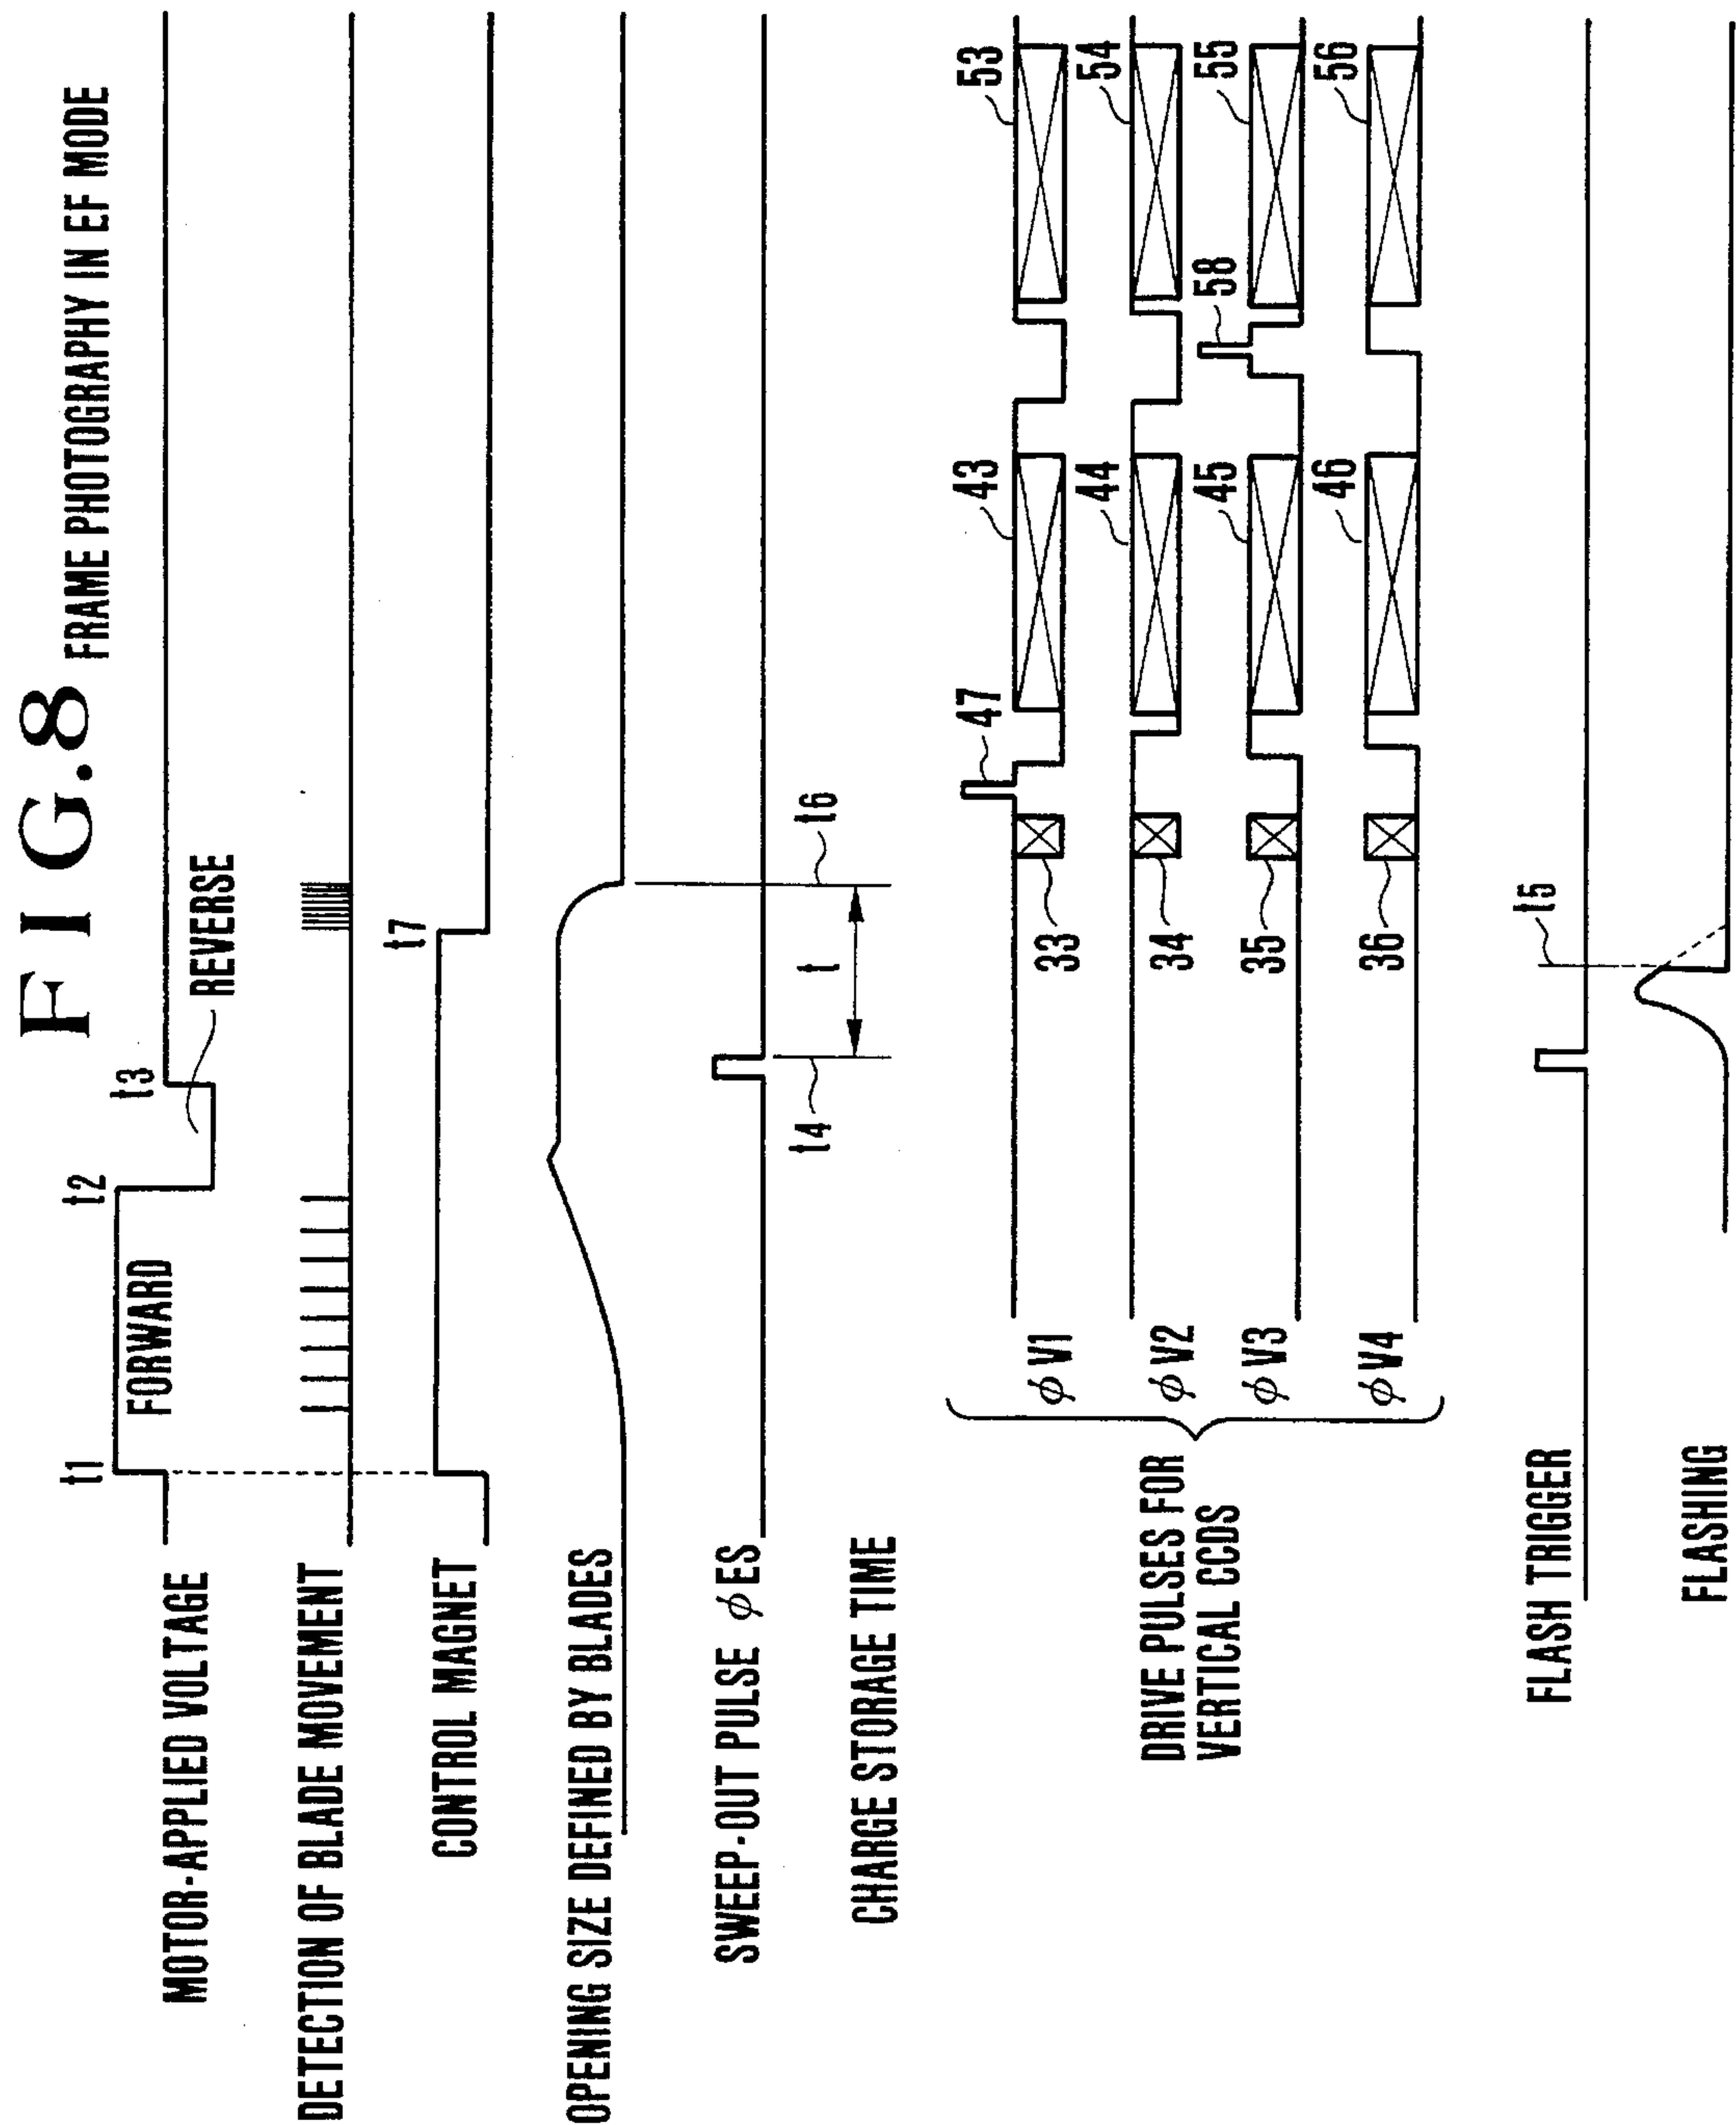 FIG.8
FRAME PHOTOGRAPHY IN EF MODE
t1
t2
t3
FORWARD
REVERSE
MOTOR-APPLIED VOLTAGE
DETECTION OF BLADE MOVEMENT
t7
CONTROL MAGNET
OPENING SIZE DEFINED BY BLADES
SWEEP-OUT PULSE ϕES
t4
t
t6
CHARGE STORAGE TIME
47
43
53
ϕV1
33
44
54
ϕV2
34
58
45
55
ϕV3
35
46
56
ϕV4
36
DRIVE PULSES FOR
VERTICAL CCDS
t5
FLASH TRIGGER
FLASHING